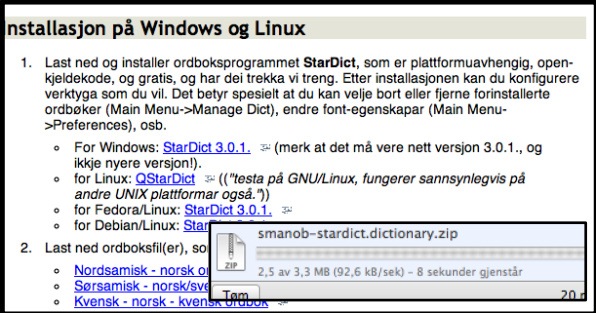 Installasjon på Windows og Linux
1. Last ned og installer ordboksprogrammet StarDict, som er plattformuavhengig, open-
kjeldekode, og gratis, og har dei trekka vi treng. Etter installasjonen kan du konfigurere
verktyga som du vil. Det betyr spesielt at du kan velje bort eller fjerne forinstallerte
ordbøker (Main Menu->Manage Dict), endre font-egenskapar (Main Menu-
>Preferences), osb.
For Windows: StarDict 3.0.1. (merk at det må vere nett versjon 3.0.1., og
ikkje nyere versjon!).
for Linux: QStarDict (("testa på GNU/Linux, fungerer sannsynlegvis på
andre UNIX plattformar også."))
for Fedora/Linux: StarDict 3.0.1.
for Debian/Linux: StarDict 3.0.1.
2. Last ned ordboksfil(er), so
Nordsamisk - norsk or
Sørsamisk - norsk/sve
Kvensk - norsk - kvensk ordbok
smanob-stardict.dictionary.zip
ZIP
2,5 av 3,3 MB (92,6 kB/sek) – 8 sekunder gjenstår
Tøm
20